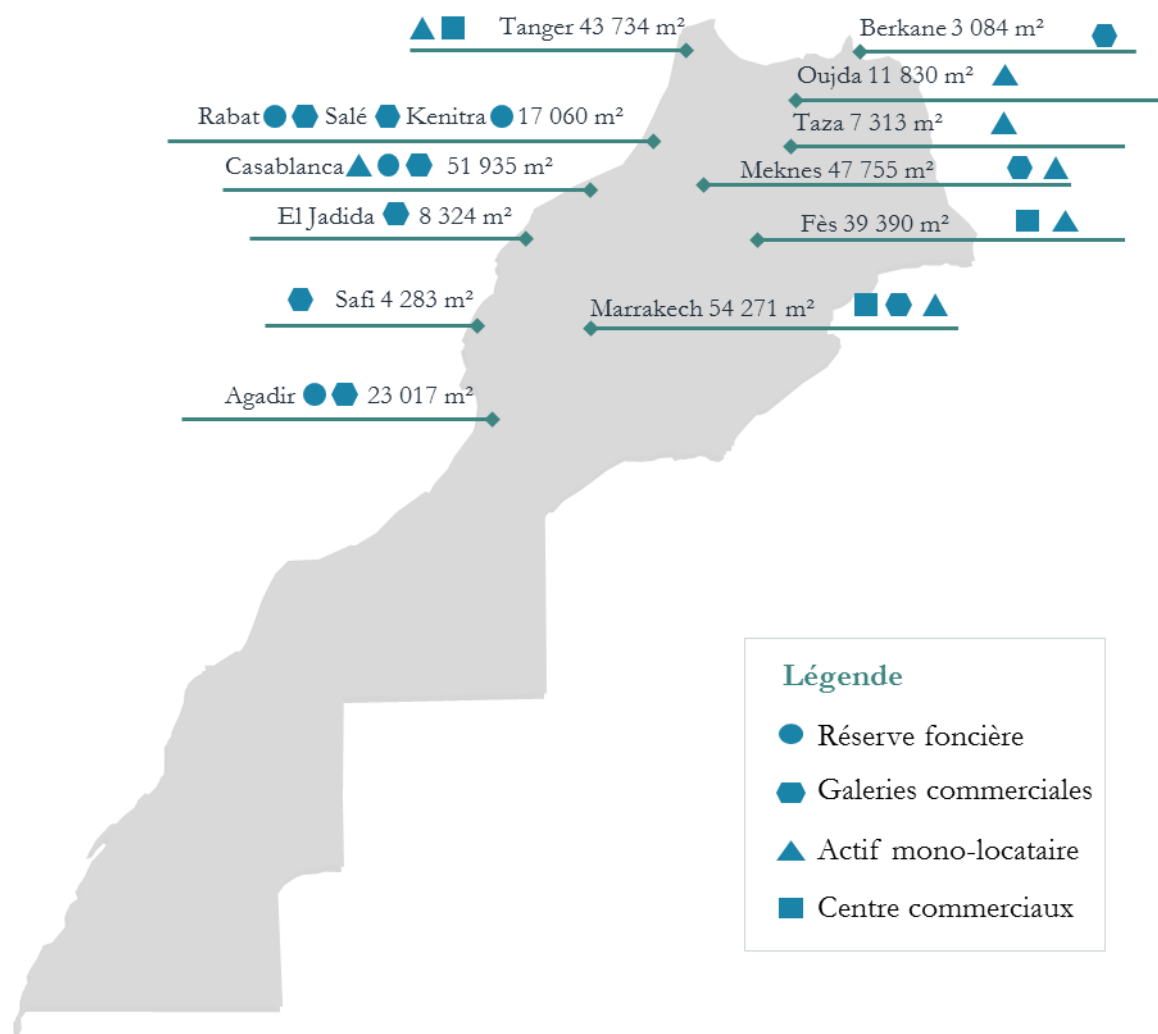 Tanger 43 734 m²
Berkane 3 084 m²
Oujda 11 830 m²
Rabat Salé Kenitra 17 060 m²
Taza 7 313 m²
Casablanca 51 935 m²
Meknes 47 755 m²
El Jadida 8 324 m²
Fès 39 390 m²
Safi 4 283 m²
Marrakech 54 271 m²
Agadir 23 017 m²
Légende
Réserve foncière
Galeries commerciales
Actif mono-locataire
Centre commerciaux